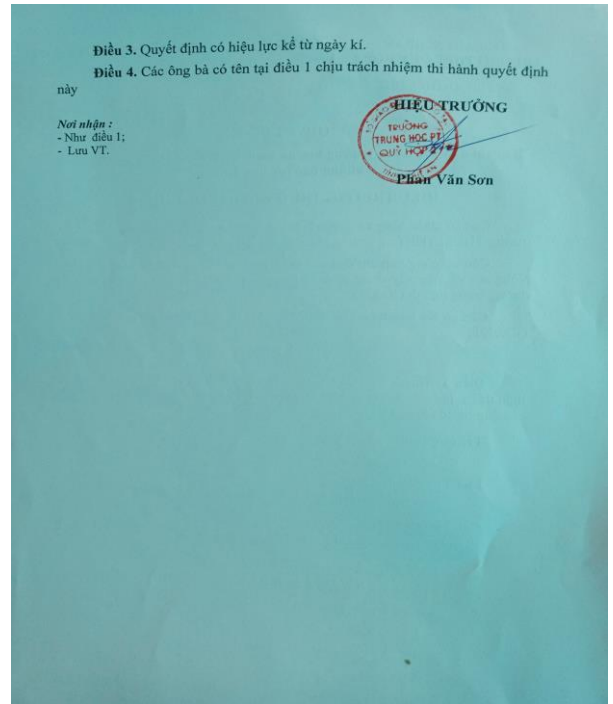 Điều 3. Quyết định có hiệu lực kể từ ngày kí.
Điều 4. Các ông bà có tên tại điều 1 chịu trách nhiệm thi hành quyết định
này
HIỆU TRƯỞNG
Nơi nhận :
- Như điều 1;
- Lưu VT.
TRƯỜNG
TRUNG HỌC PT
QUỲ HỢP 2
Phan Văn Sơn